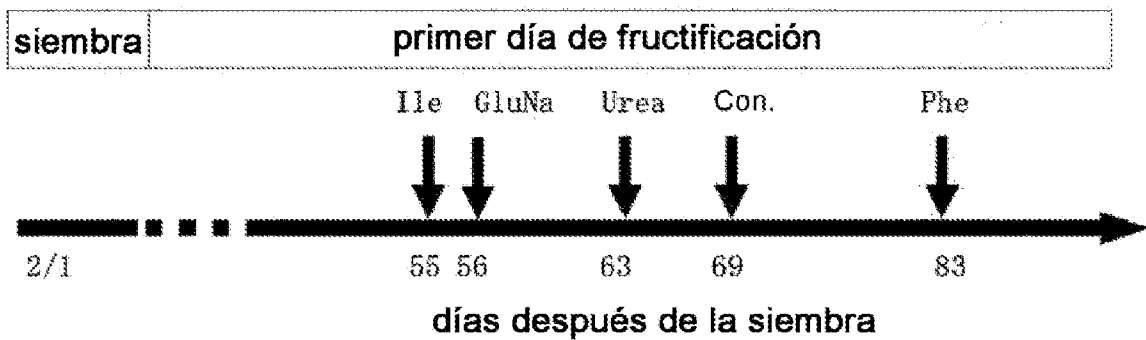 siembra primer día de fructificación
Ile GluNa Urea Con. Phe
2/1 55 56 63 69 83
días después de la siembra